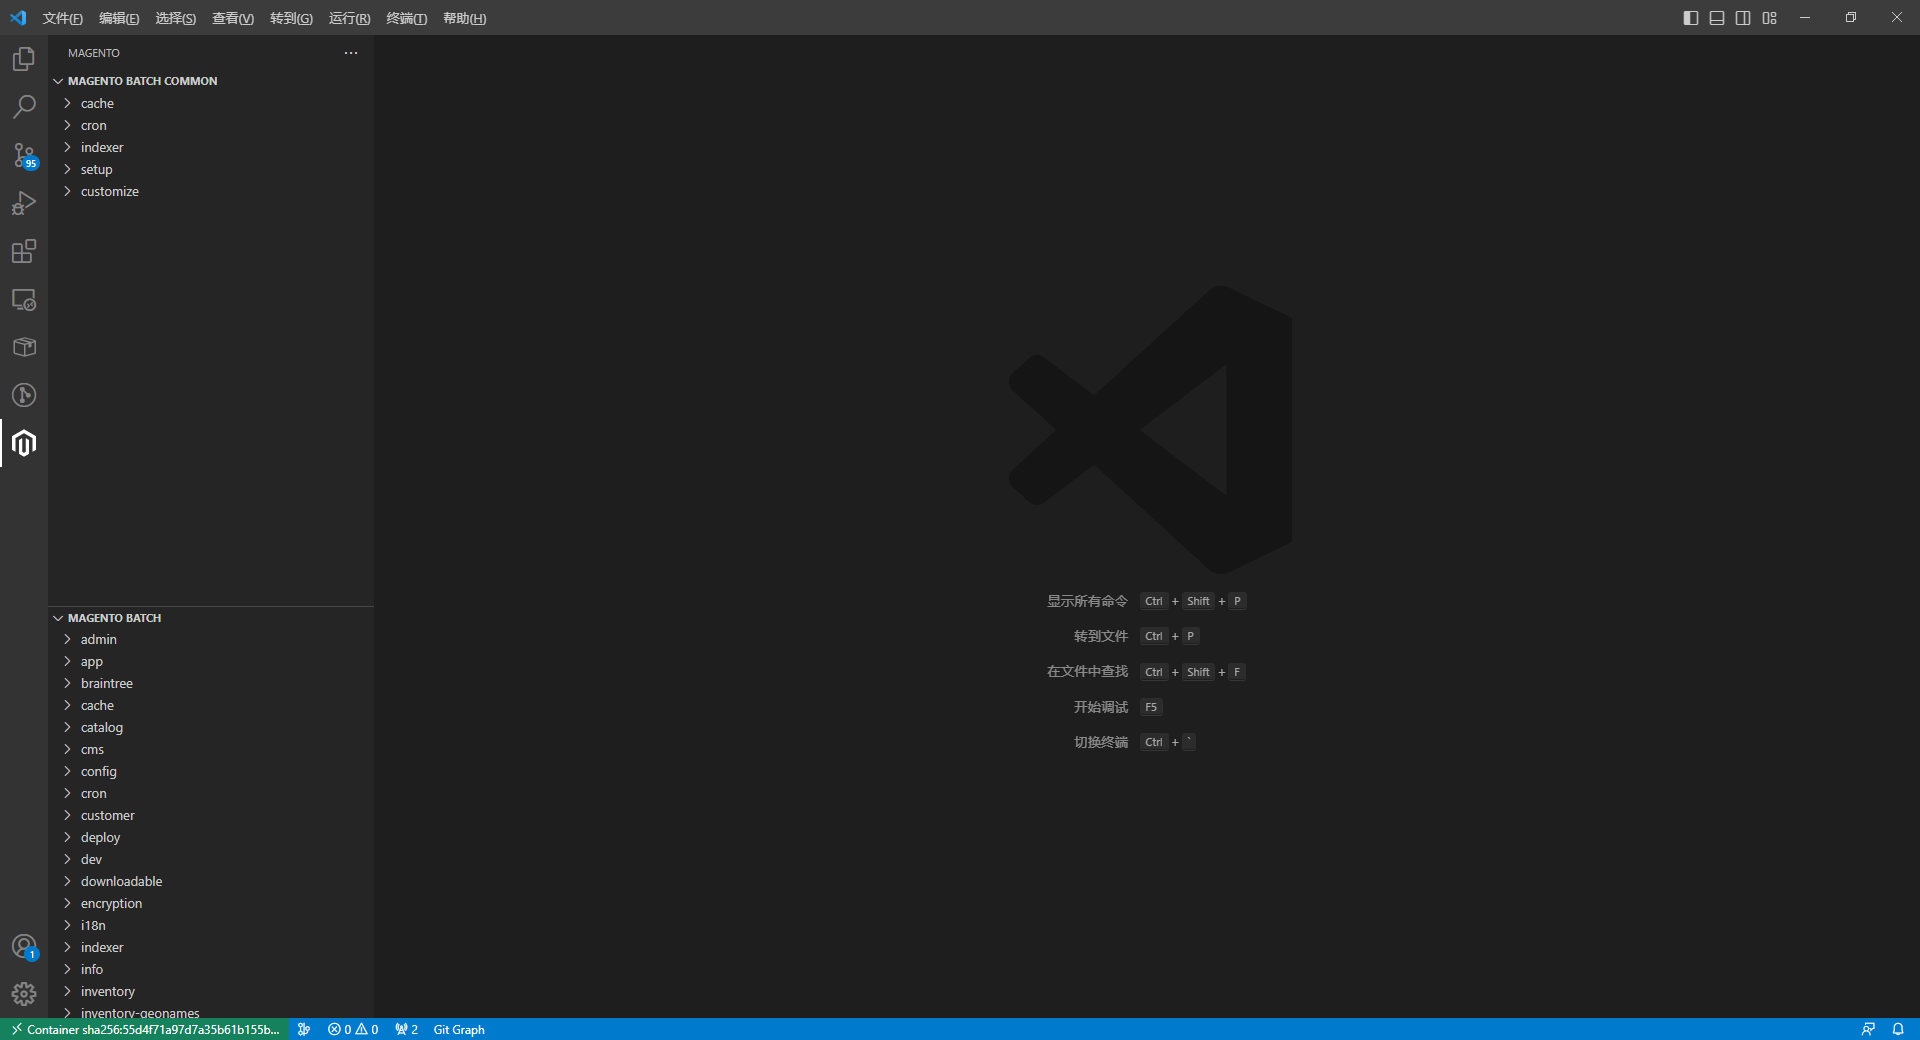 文件(F) 编辑(E) 选择(S) 查看(V) 转到(G) 运行(R) 终端(T) 帮助(H)
MAGENTO
MAGENTO BATCH COMMON
cache
cron
indexer
setup
customize
95
MAGENTO BATCH
admin
app
braintree
cache
catalog
cms
config
cron
customer
deploy
dev
downloadable
encryption
i18n
indexer
info
inventory
inventory-geonames
1
显示所有命令 Ctrl + Shift + P
转到文件 Ctrl + P
在文件中查找 Ctrl + Shift + F
开始调试 F5
切换终端 Ctrl + `
Container sha256:55d4f71a97d7a35b61b155b... 0 0 2 Git Graph